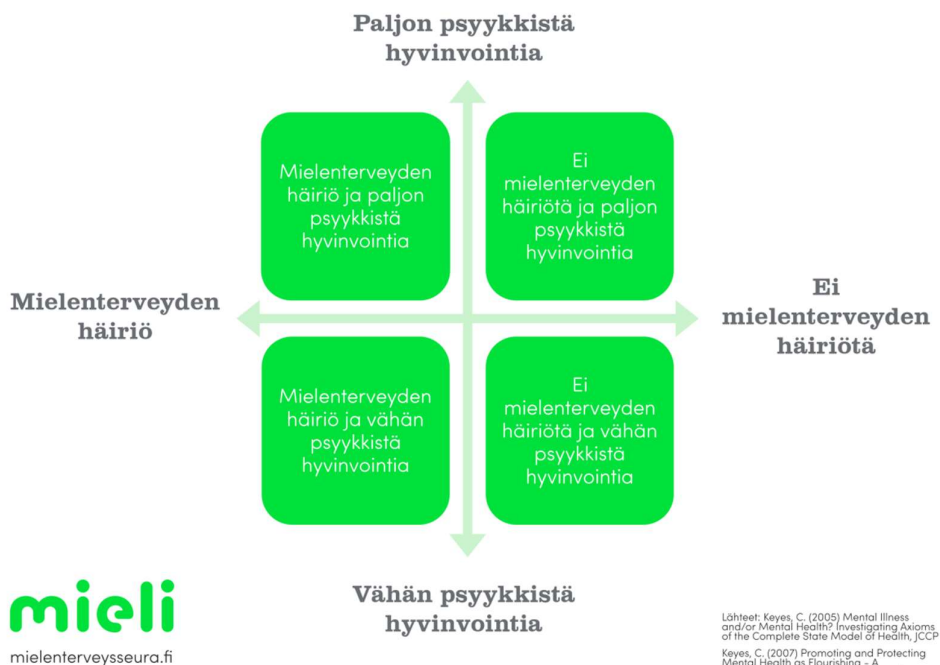 Paljon psyykkistä
hyvinvointia
Mielenterveyden
häiriö ja paljon
psyykkistä
hyvinvointia
Ei
mielenterveyden
häiriötä ja paljon
psyykkistä
hyvinvointia
Mielenterveyden
häiriö
Ei
mielenterveyden
häiriötä
Mielenterveyden
häiriö ja vähän
psyykkistä
hyvinvointia
Ei
mielenterveyden
häiriötä ja vähän
psyykkistä
hyvinvointia
Vähän psyykkistä
hyvinvointia
mieli
mielenterveysseura.fi
Lähteet: Keyes, C. (2005) Mental Illness
and/or Mental Health? Investigating Axioms
of the Complete State Model of Health, JCCP
Keyes, C. (2007) Promoting and Protecting
Mental Health as Flourishing – A